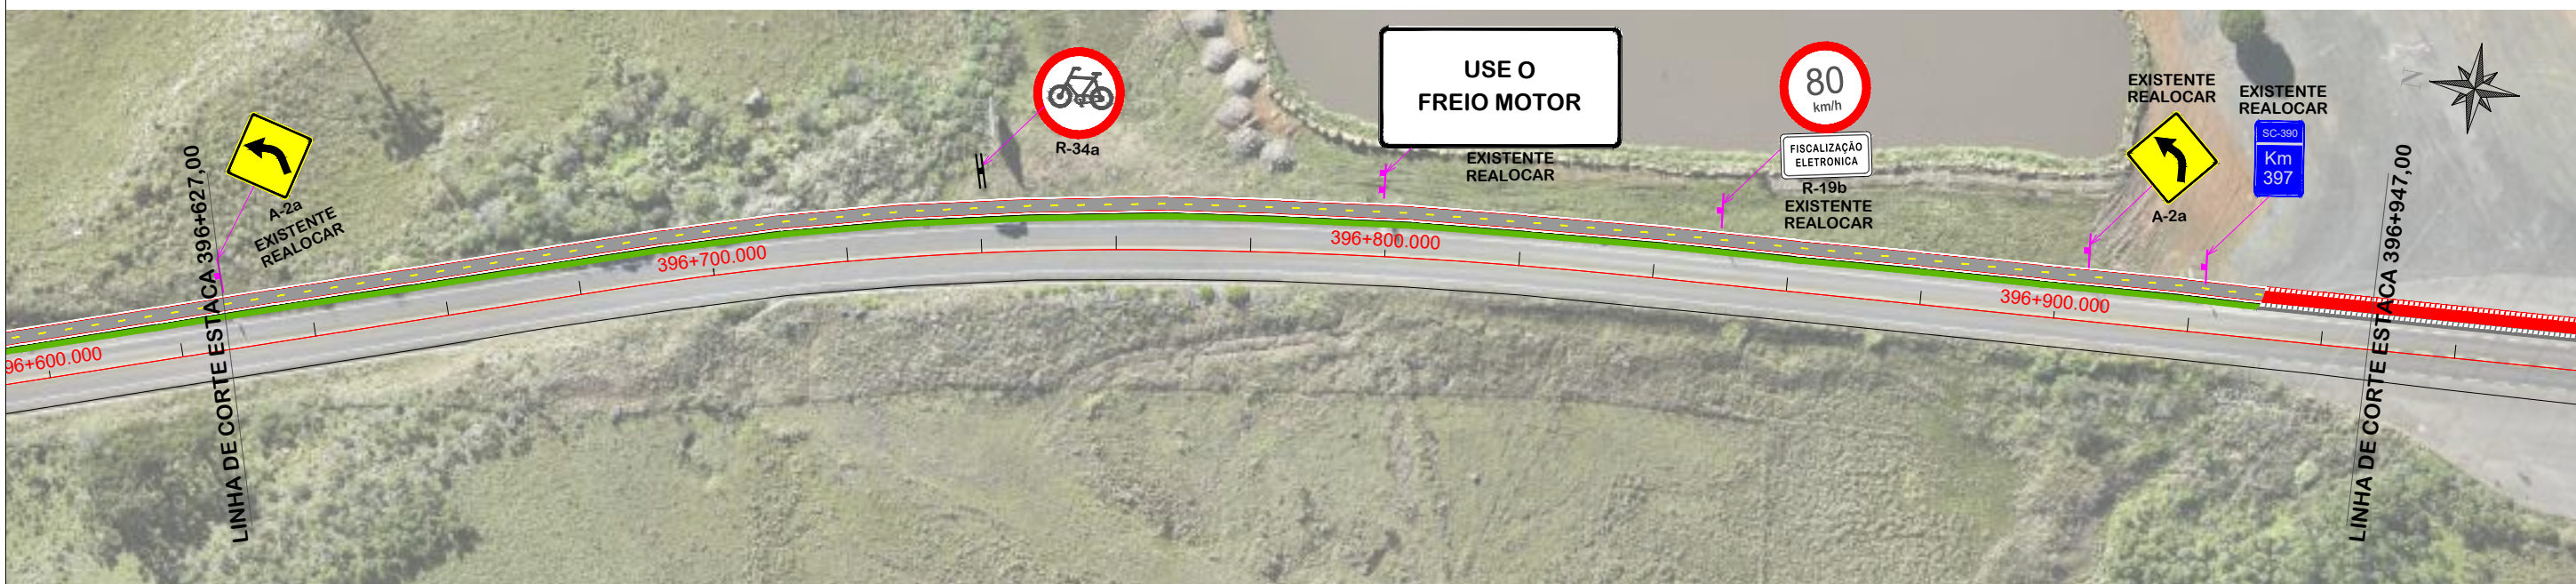 LINHA DE CORTE ESTACA 396+627,00
A-2a
EXISTENTE
REALOCAR
R-34a
USE O
FREIO MOTOR
EXISTENTE
REALOCAR
80
km/h
FISCALIZAÇÃO
ELETRONICA
R-19b
EXISTENTE
REALOCAR
EXISTENTE
REALOCAR
A-2a
EXISTENTE
REALOCAR
SC-390
Km
397
N
LINHA DE CORTE ESTACA 396+947,00
96+600.000
396+700.000
396+800.000
396+900.000